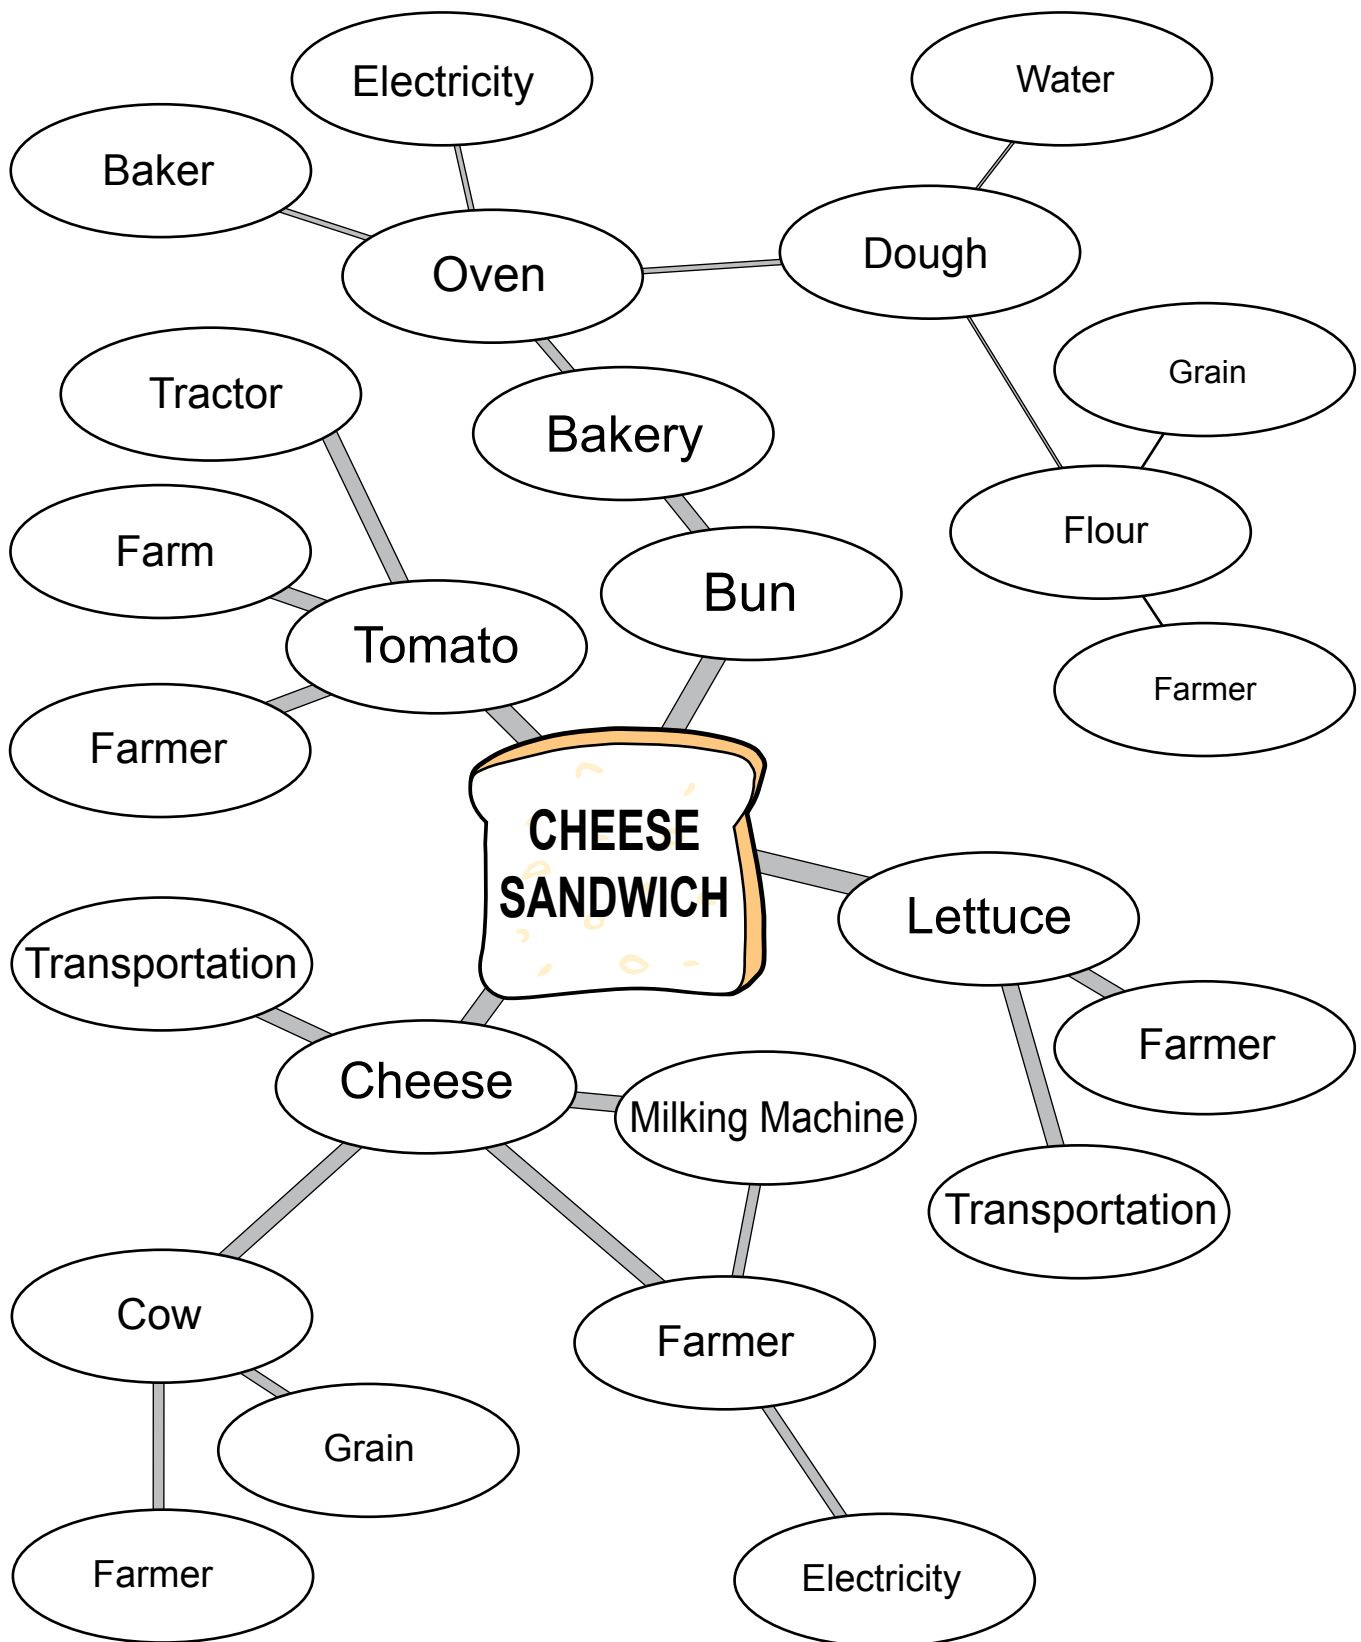 Electricity
Water
Baker
Dough
Oven
Grain
Tractor
Bakery
Flour
Farm
Bun
Tomato
Farmer
Farmer
CHEESE
SANDWICH
Lettuce
Transportation
Farmer
Cheese
Milking Machine
Transportation
Cow
Farmer
Grain
Farmer
Electricity